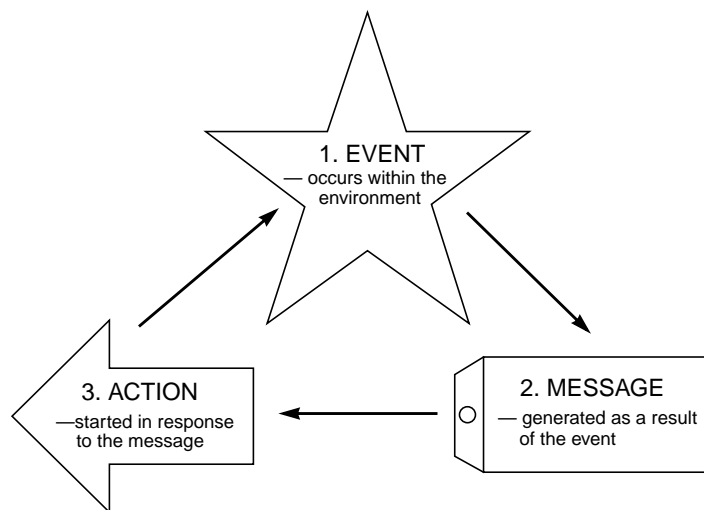 1. EVENT
— occurs within the
environment
2. MESSAGE
— generated as a result
of the event
3. ACTION
—started in response
to the message